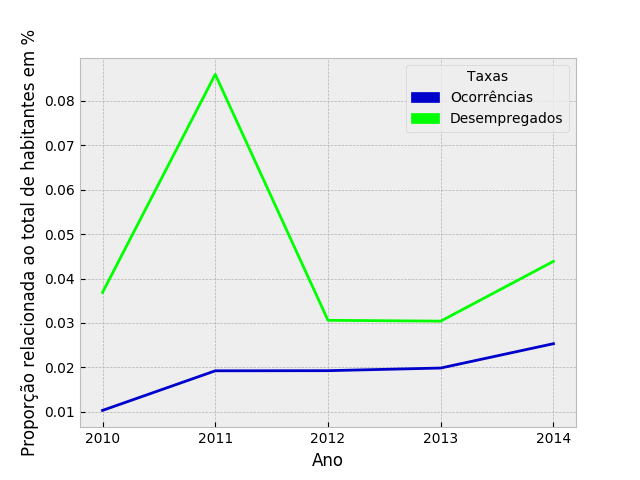 Proporção relacionada ao total de habitantes em %
0.08
0.07
0.06
0.05
0.04
0.03
0.02
0.01
Taxas
Ocorrências
Desempregados
2010 2011 2012 2013 2014
Ano